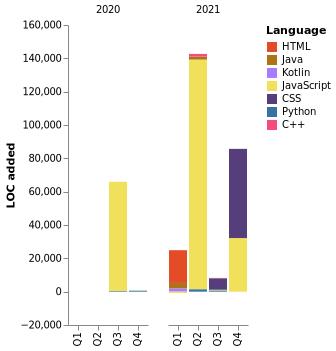 2020 2021
Language
HTML
Java
Kotlin
JavaScript
CSS
Python
C++
LOC added
160,000
140,000
120,000
100,000
80,000
60,000
40,000
20,000
0
−20,000
Q1 Q2 Q3 Q4 Q1 Q2 Q3 Q4